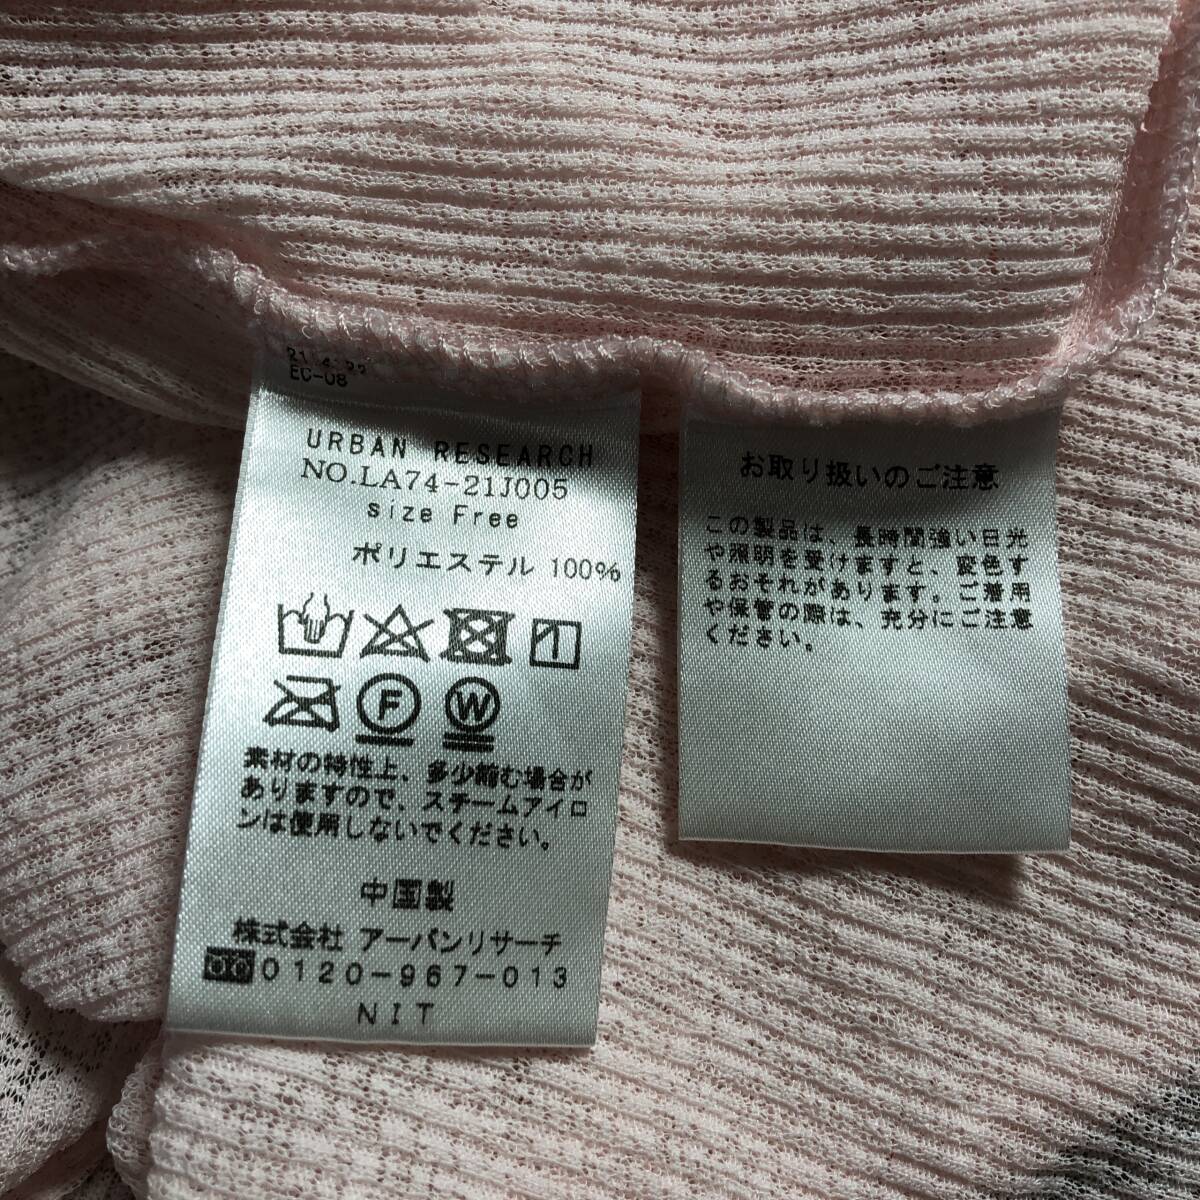 EC-08
URBAN RESEARCH
NO.LA74-21J005
size Free
ポリエステル 100%
F
W
素材の特性上、多少縮む場合が
ありますので、スチームアイロ
ンは使用しないでください。
中国製
株式会社 アーバンリサーチ
0120-967-013
NIT
お取り扱いのご注意
この製品は、長時間強い日光
や照明を受けますと、変色す
るおそれがあります。ご着用
や保管の際は、充分にご注意
ください。